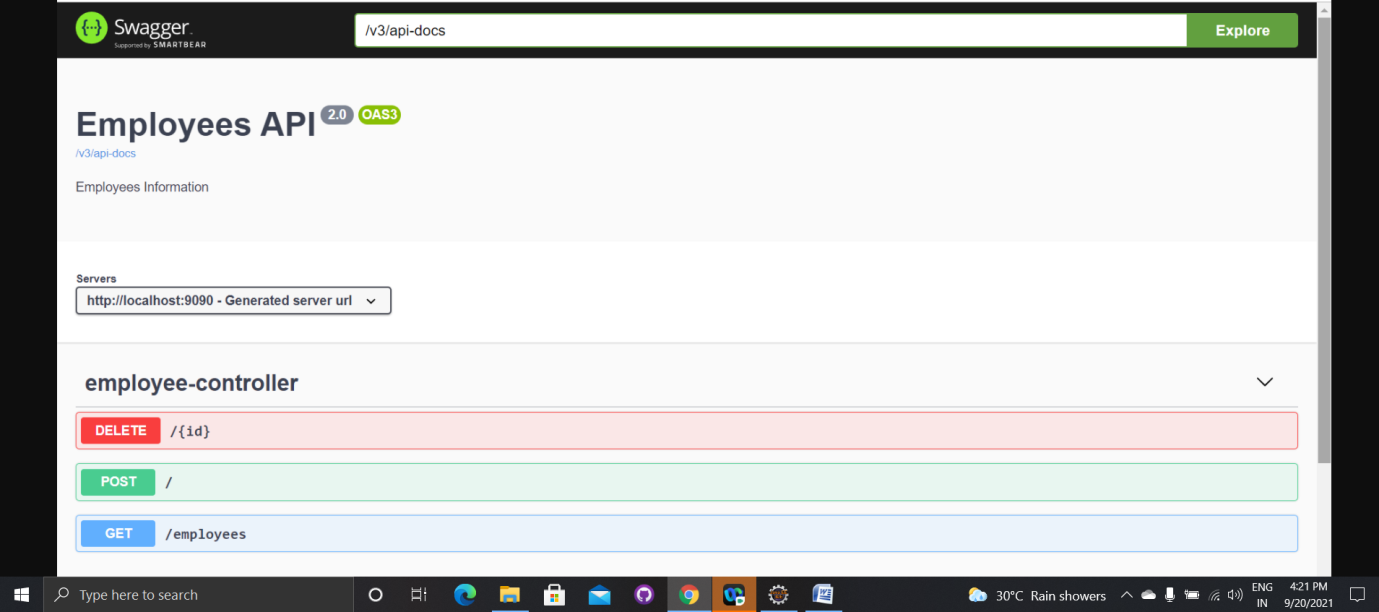 {···} Swagger.
Supported by SMARTBEAR
/v3/api-docs
Explore
Employees API 2.0 OAS3
/v3/api-docs
Employees Information
Servers
http://localhost:9090 - Generated server url
employee-controller
DELETE /{id}
POST /
GET /employees
Type here to search
30°C Rain showers
ENG
IN
4:21 PM
9/20/2021